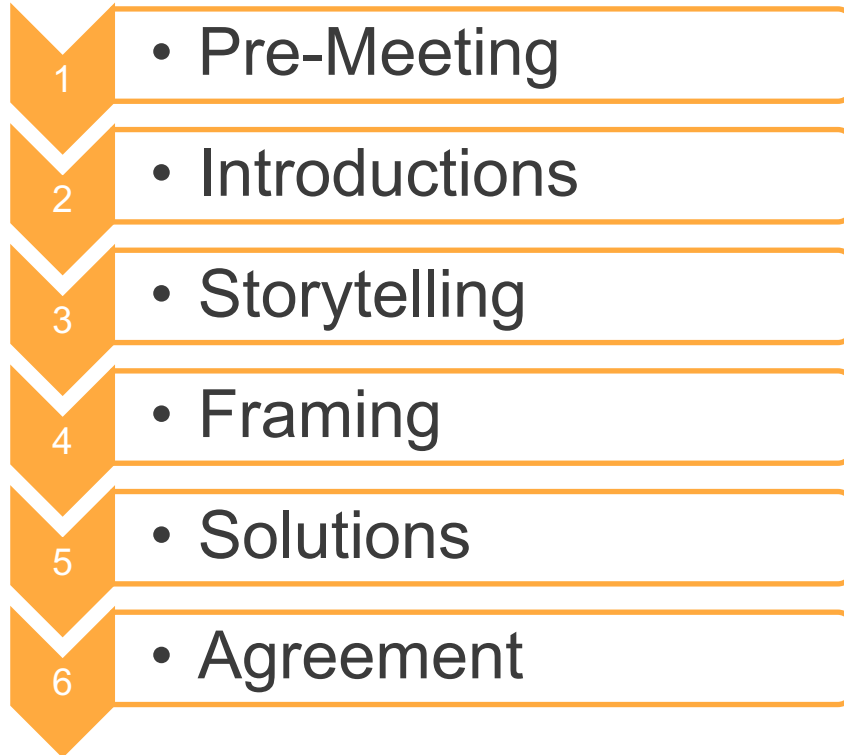 1 • Pre-Meeting
2 • Introductions
3 • Storytelling
4 • Framing
5 • Solutions
6 • Agreement